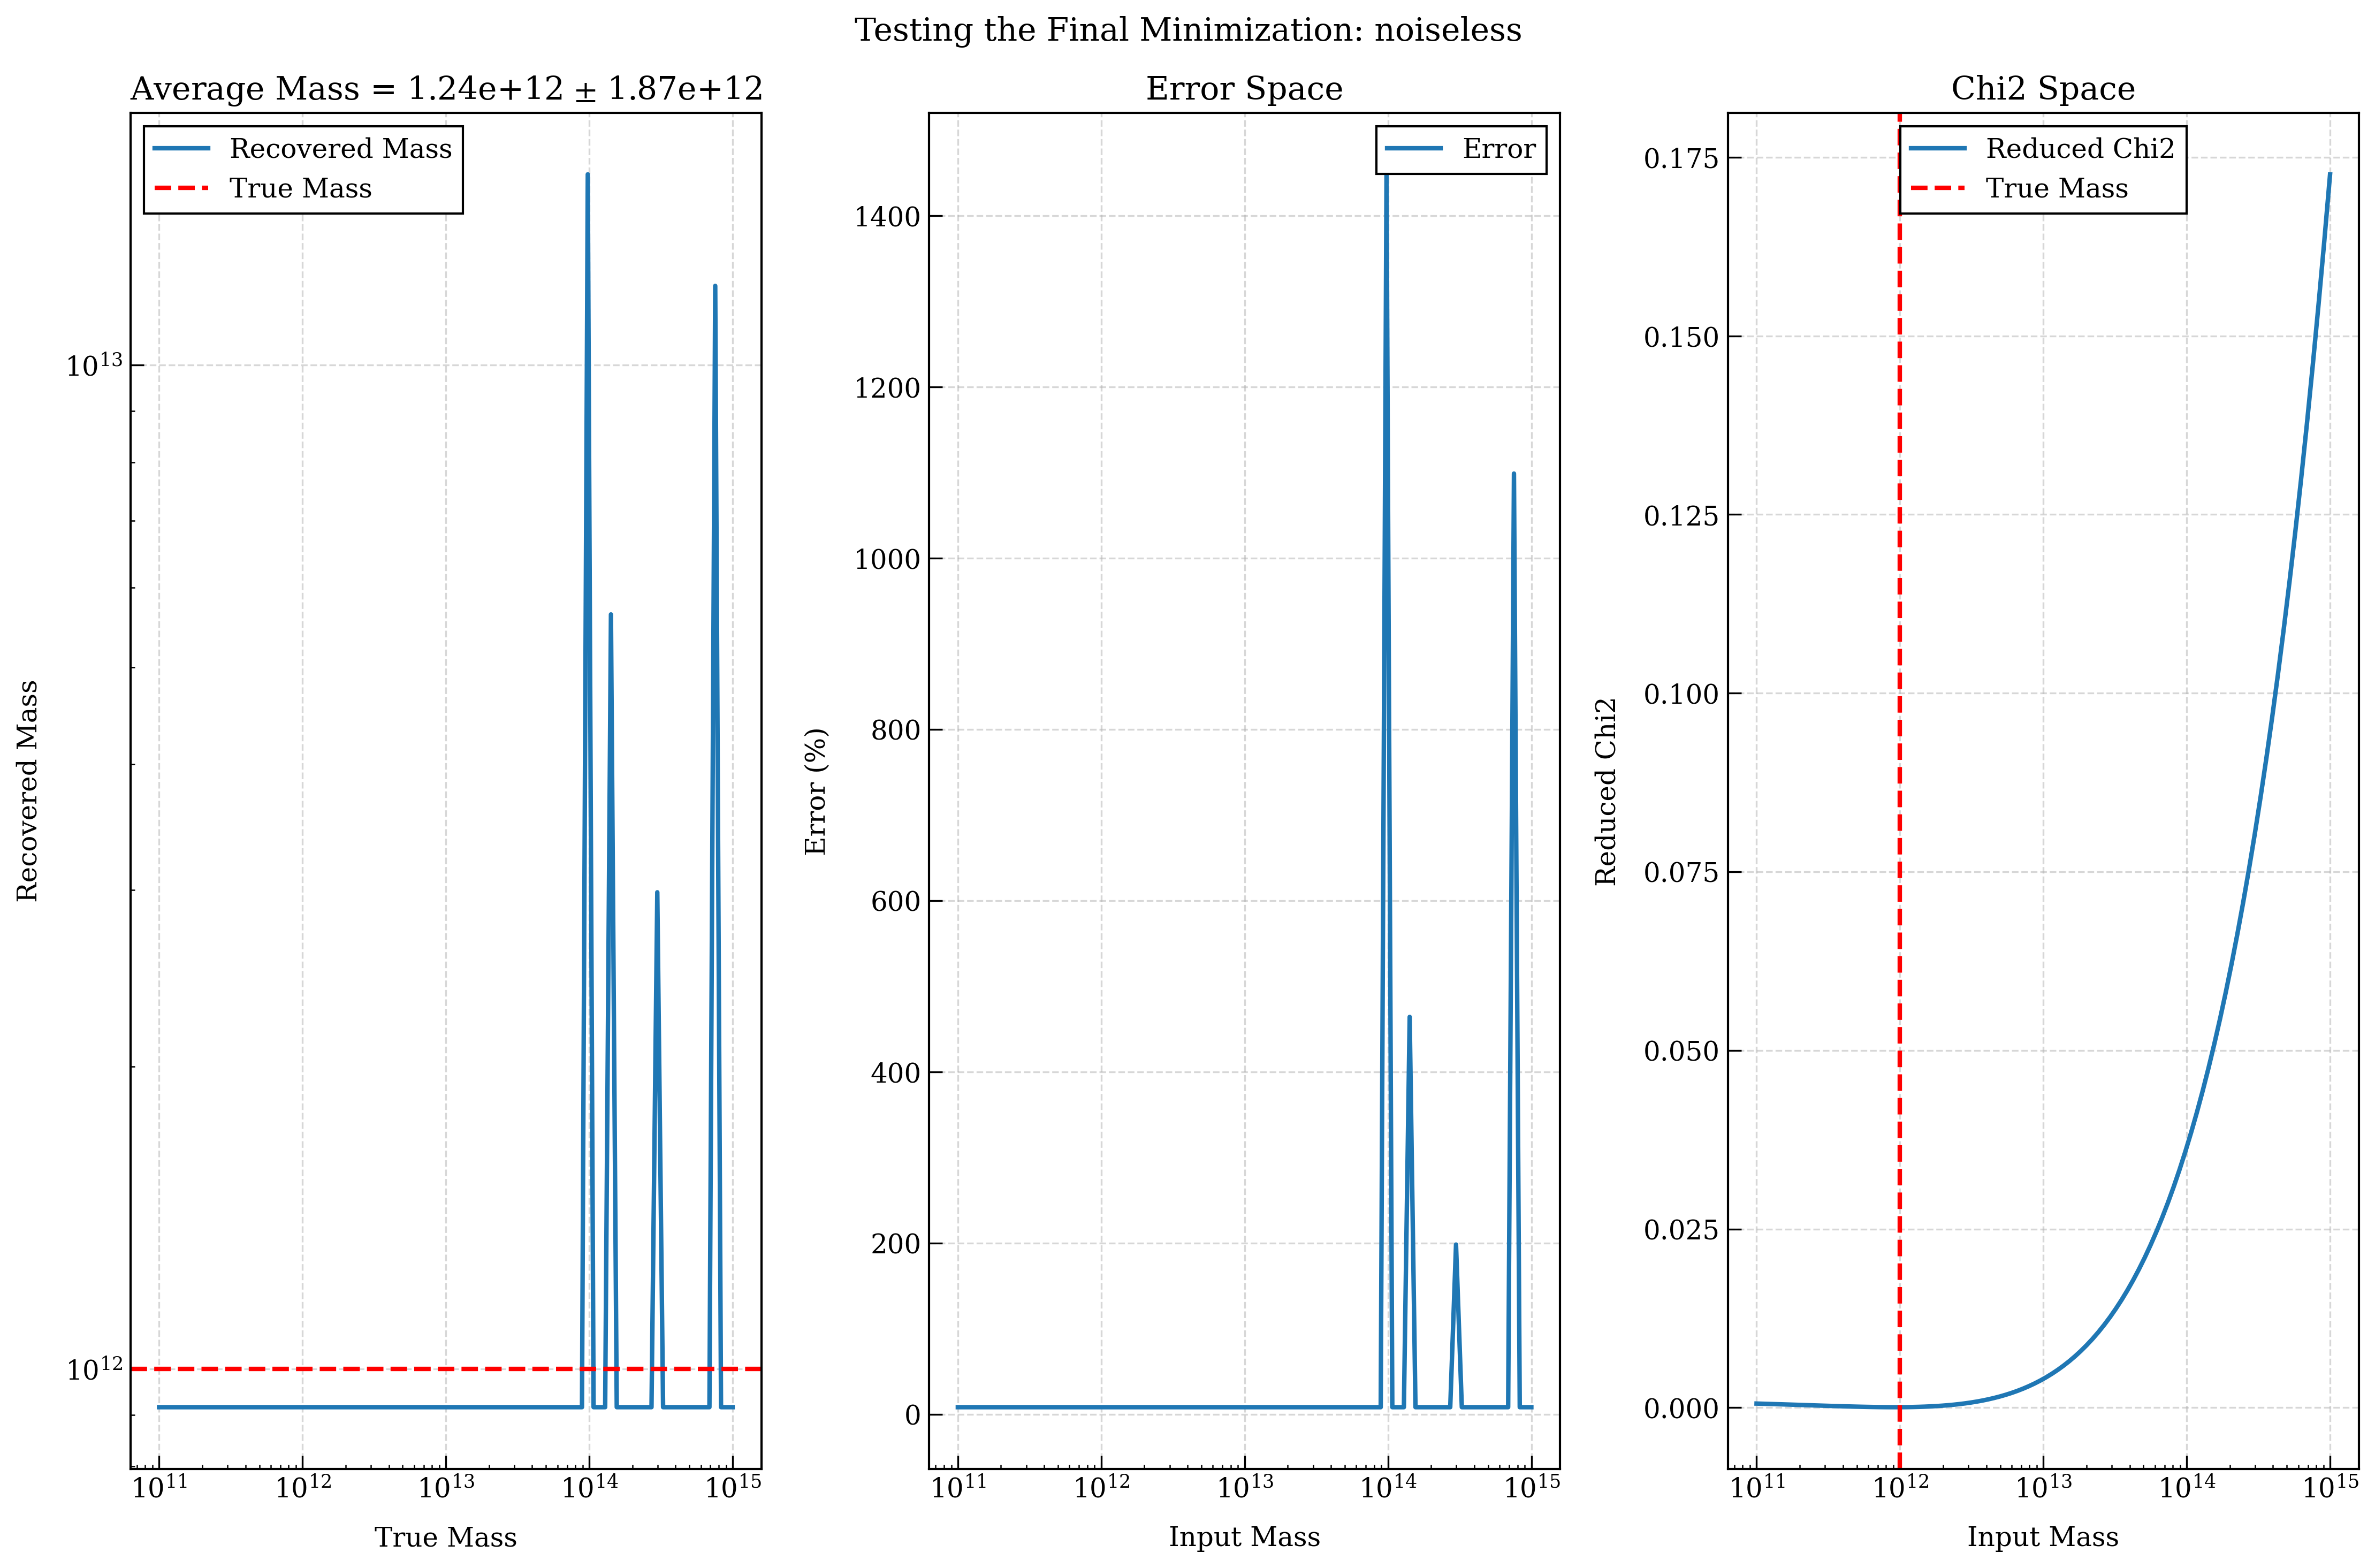 Testing the Final Minimization: noiseless
Average Mass = 1.24e+12 ± 1.87e+12
Recovered Mass
True Mass
10^13
10^12
Recovered Mass
10^11
10^12
10^13
10^14
10^15
True Mass
Error Space
Error
1400
1200
1000
800
600
400
200
0
Error (%)
10^11
10^12
10^13
10^14
10^15
Input Mass
Chi2 Space
Reduced Chi2
True Mass
0.175
0.150
0.125
0.100
0.075
0.050
0.025
0.000
Reduced Chi2
10^11
10^12
10^13
10^14
10^15
Input Mass